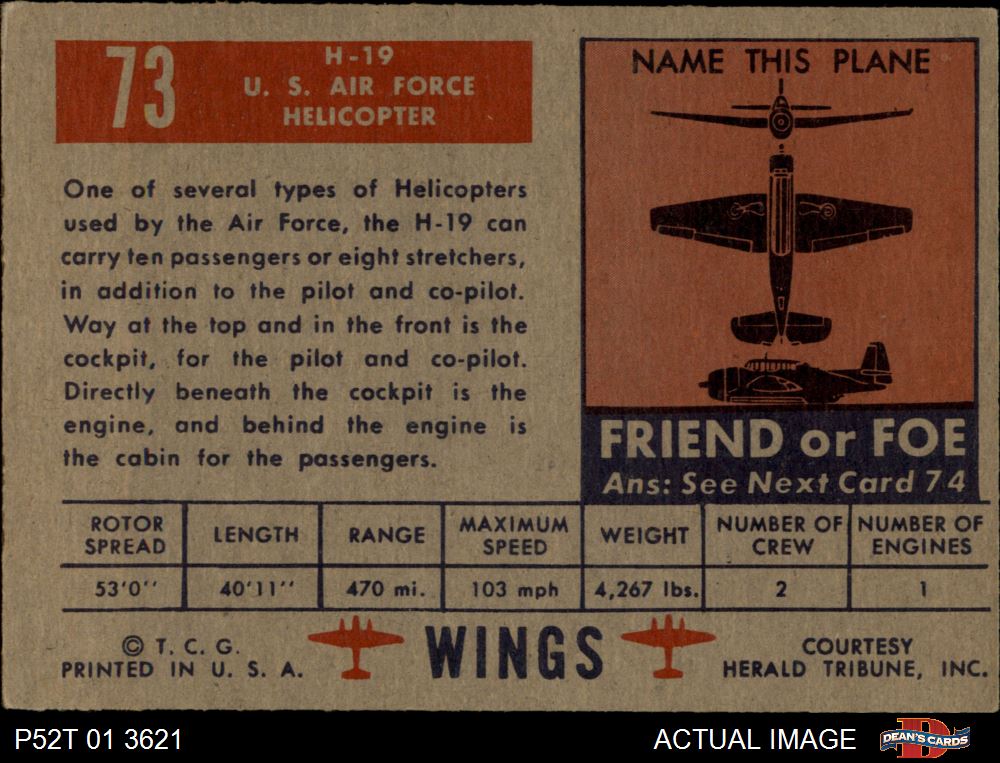 73
H-19
U. S. AIR FORCE
HELICOPTER
One of several types of Helicopters
used by the Air Force, the H-19 can
carry ten passengers or eight stretchers,
in addition to the pilot and co-pilot.
Way at the top and in the front is the
cockpit, for the pilot and co-pilot.
Directly beneath the cockpit is the
engine, and behind the engine is
the cabin for the passengers.
NAME THIS PLANE
FRIEND or FOE
Ans: See Next Card 74
ROTOR SPREAD LENGTH RANGE MAXIMUM SPEED WEIGHT NUMBER OF CREW NUMBER OF ENGINES
53'0'' 40'11'' 470 mi. 103 mph 4,267 lbs. 2 1
© T. C. G.
PRINTED IN U. S. A.
WINGS
COURTESY
HERALD TRIBUNE, INC.
P52T 01 3621
ACTUAL IMAGE
D
DEAN'S CARDS